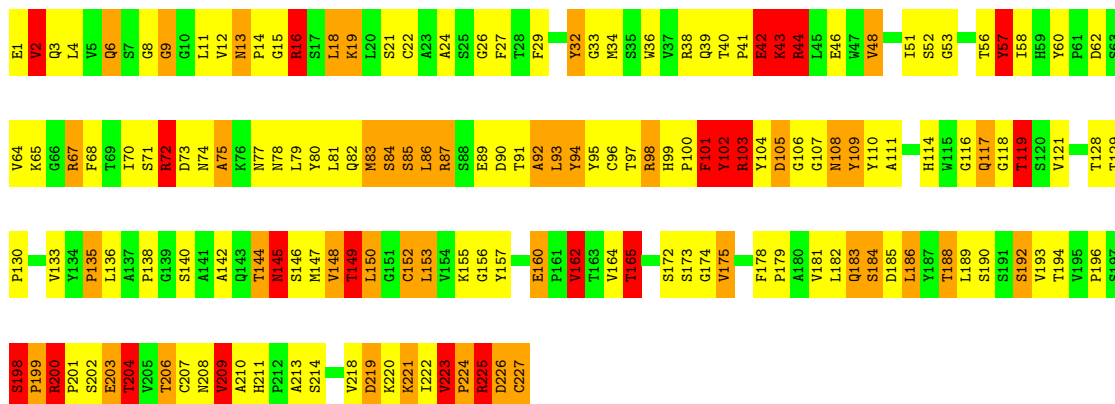 E1 V2 Q3 L4 V5 Q6 S7 G8 G9 G10 L11 V12 N13 P14 G15 R16 S17 L18 K19 L20 S21 C22 A23 A24 S25 G26 F27 T28 F29 Y32 G33 M34 S35 W36 V37 R38 Q39 T40 P41 E42 K43 R44 L45 E46 W47 V48 I51 S52 G53 T56 Y57 I58 H59 Y60 P61 D62 S63
V64 K65 G66 R67 F68 T69 I70 S71 R72 D73 N74 A75 K76 N77 N78 L79 Y80 L81 Q82 M83 S84 S85 L86 R87 S88 E89 D90 T91 A92 L93 Y94 Y95 C96 T97 R98 H99 P100 F101 Y102 R103 Y104 D105 G106 G107 N108 Y109 Y110 A111 H114 W115 G116 Q117 G118 T119 S120 V121 T128 T129
P130 V133 Y134 P135 L136 A137 P138 G139 S140 A141 A142 Q143 T144 N145 S146 M147 V148 T149 L150 G151 C152 L153 V154 K155 G156 Y157 E160 P161 V162 T163 V164 T165 S172 S173 G174 V175 F178 P179 A180 V181 L182 Q183 S184 D185 L186 Y187 T188 L189 S190 S191 S192 V193 T194 V195 P196 S197
S198 P199 R200 P201 S202 E203 T204 V205 T206 C207 N208 V209 A210 H211 P212 A213 S214 V218 D219 K220 K221 I222 V223 P224 R225 D226 C227